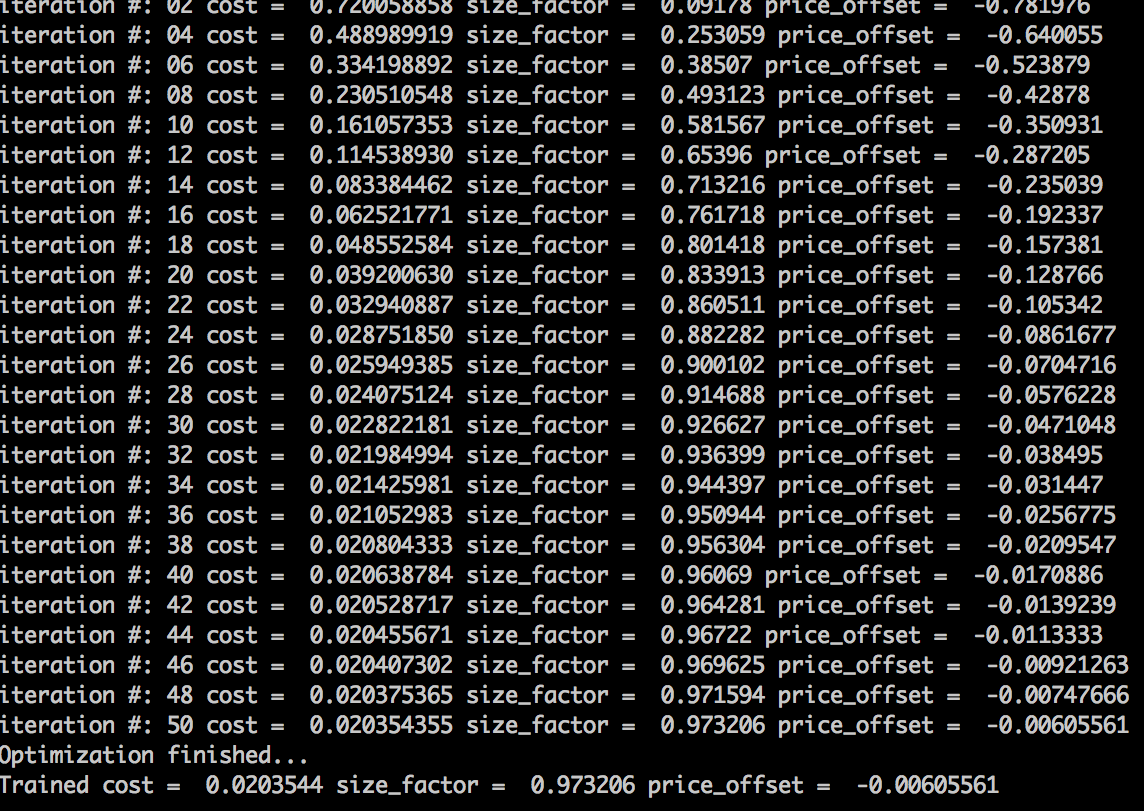 iteration #: 02 cost =  0.720058858 size_factor =  0.09178 price_offset =  -0.781976
iteration #: 04 cost =  0.488989919 size_factor =  0.253059 price_offset =  -0.640055
iteration #: 06 cost =  0.334198892 size_factor =  0.38507 price_offset =  -0.523879
iteration #: 08 cost =  0.230510548 size_factor =  0.493123 price_offset =  -0.42878
iteration #: 10 cost =  0.161057353 size_factor =  0.581567 price_offset =  -0.350931
iteration #: 12 cost =  0.114538930 size_factor =  0.65396 price_offset =  -0.287205
iteration #: 14 cost =  0.083384462 size_factor =  0.713216 price_offset =  -0.235039
iteration #: 16 cost =  0.062521771 size_factor =  0.761718 price_offset =  -0.192337
iteration #: 18 cost =  0.048552584 size_factor =  0.801418 price_offset =  -0.157381
iteration #: 20 cost =  0.039200630 size_factor =  0.833913 price_offset =  -0.128766
iteration #: 22 cost =  0.032940887 size_factor =  0.860511 price_offset =  -0.105342
iteration #: 24 cost =  0.028751850 size_factor =  0.882282 price_offset =  -0.0861677
iteration #: 26 cost =  0.025949385 size_factor =  0.900102 price_offset =  -0.0704716
iteration #: 28 cost =  0.024075124 size_factor =  0.914688 price_offset =  -0.0576228
iteration #: 30 cost =  0.022822181 size_factor =  0.926627 price_offset =  -0.0471048
iteration #: 32 cost =  0.021984994 size_factor =  0.936399 price_offset =  -0.038495
iteration #: 34 cost =  0.021425981 size_factor =  0.944397 price_offset =  -0.031447
iteration #: 36 cost =  0.021052983 size_factor =  0.950944 price_offset =  -0.0256775
iteration #: 38 cost =  0.020804333 size_factor =  0.956304 price_offset =  -0.0209547
iteration #: 40 cost =  0.020638784 size_factor =  0.96069 price_offset =  -0.0170886
iteration #: 42 cost =  0.020528717 size_factor =  0.964281 price_offset =  -0.0139239
iteration #: 44 cost =  0.020455671 size_factor =  0.96722 price_offset =  -0.0113333
iteration #: 46 cost =  0.020407302 size_factor =  0.969625 price_offset =  -0.00921263
iteration #: 48 cost =  0.020375365 size_factor =  0.971594 price_offset =  -0.00747666
iteration #: 50 cost =  0.020354355 size_factor =  0.973206 price_offset =  -0.00605561
Optimization finished...
Trained cost =  0.0203544 size_factor =  0.973206 price_offset =  -0.00605561